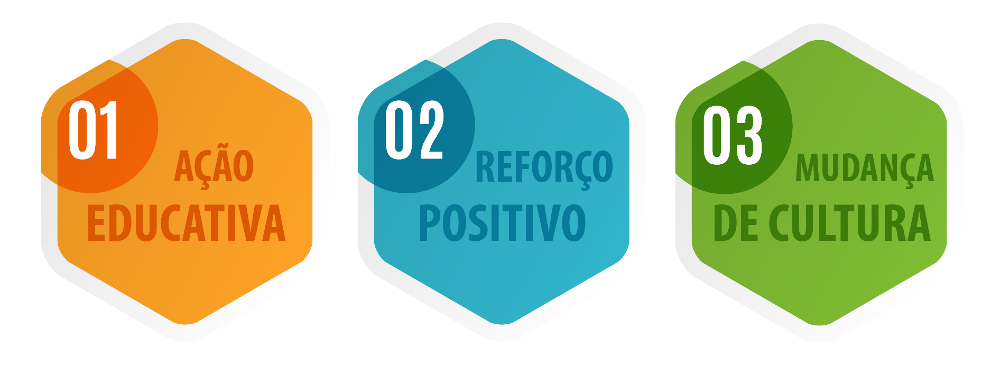 01
AÇÃO
EDUCATIVA
02
REFORÇO
POSITIVO
03
MUDANÇA
DE CULTURA